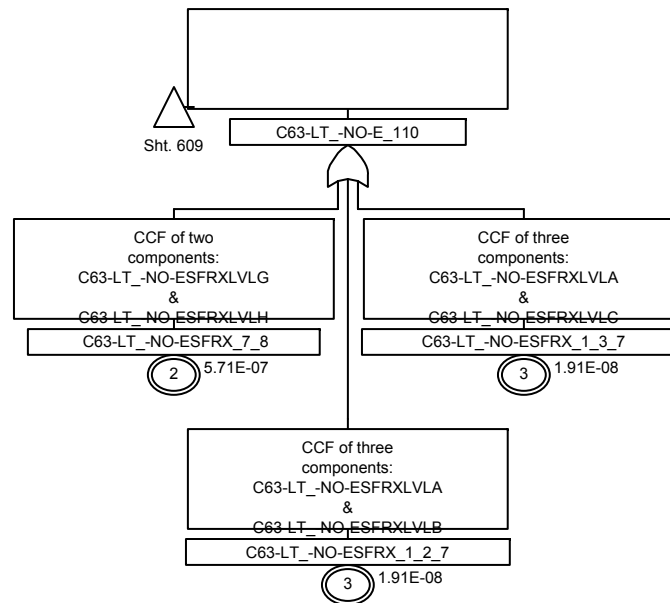 C63-LT_-NO-E_110
Sht. 609
CCF of two
components:
C63-LT_-NO-ESFRXLVLG
&
C63-LT_-NO-ESFRXLVLH
C63-LT_-NO-ESFRX_7_8
2
5.71E-07
CCF of three
components:
C63-LT_-NO-ESFRXLVLA
&
C63-LT_-NO-ESFRXLVLC
C63-LT_-NO-ESFRX_1_3_7
3
1.91E-08
CCF of three
components:
C63-LT_-NO-ESFRXLVLA
&
C63-LT_-NO-ESFRXLVLB
C63-LT_-NO-ESFRX_1_2_7
3
1.91E-08